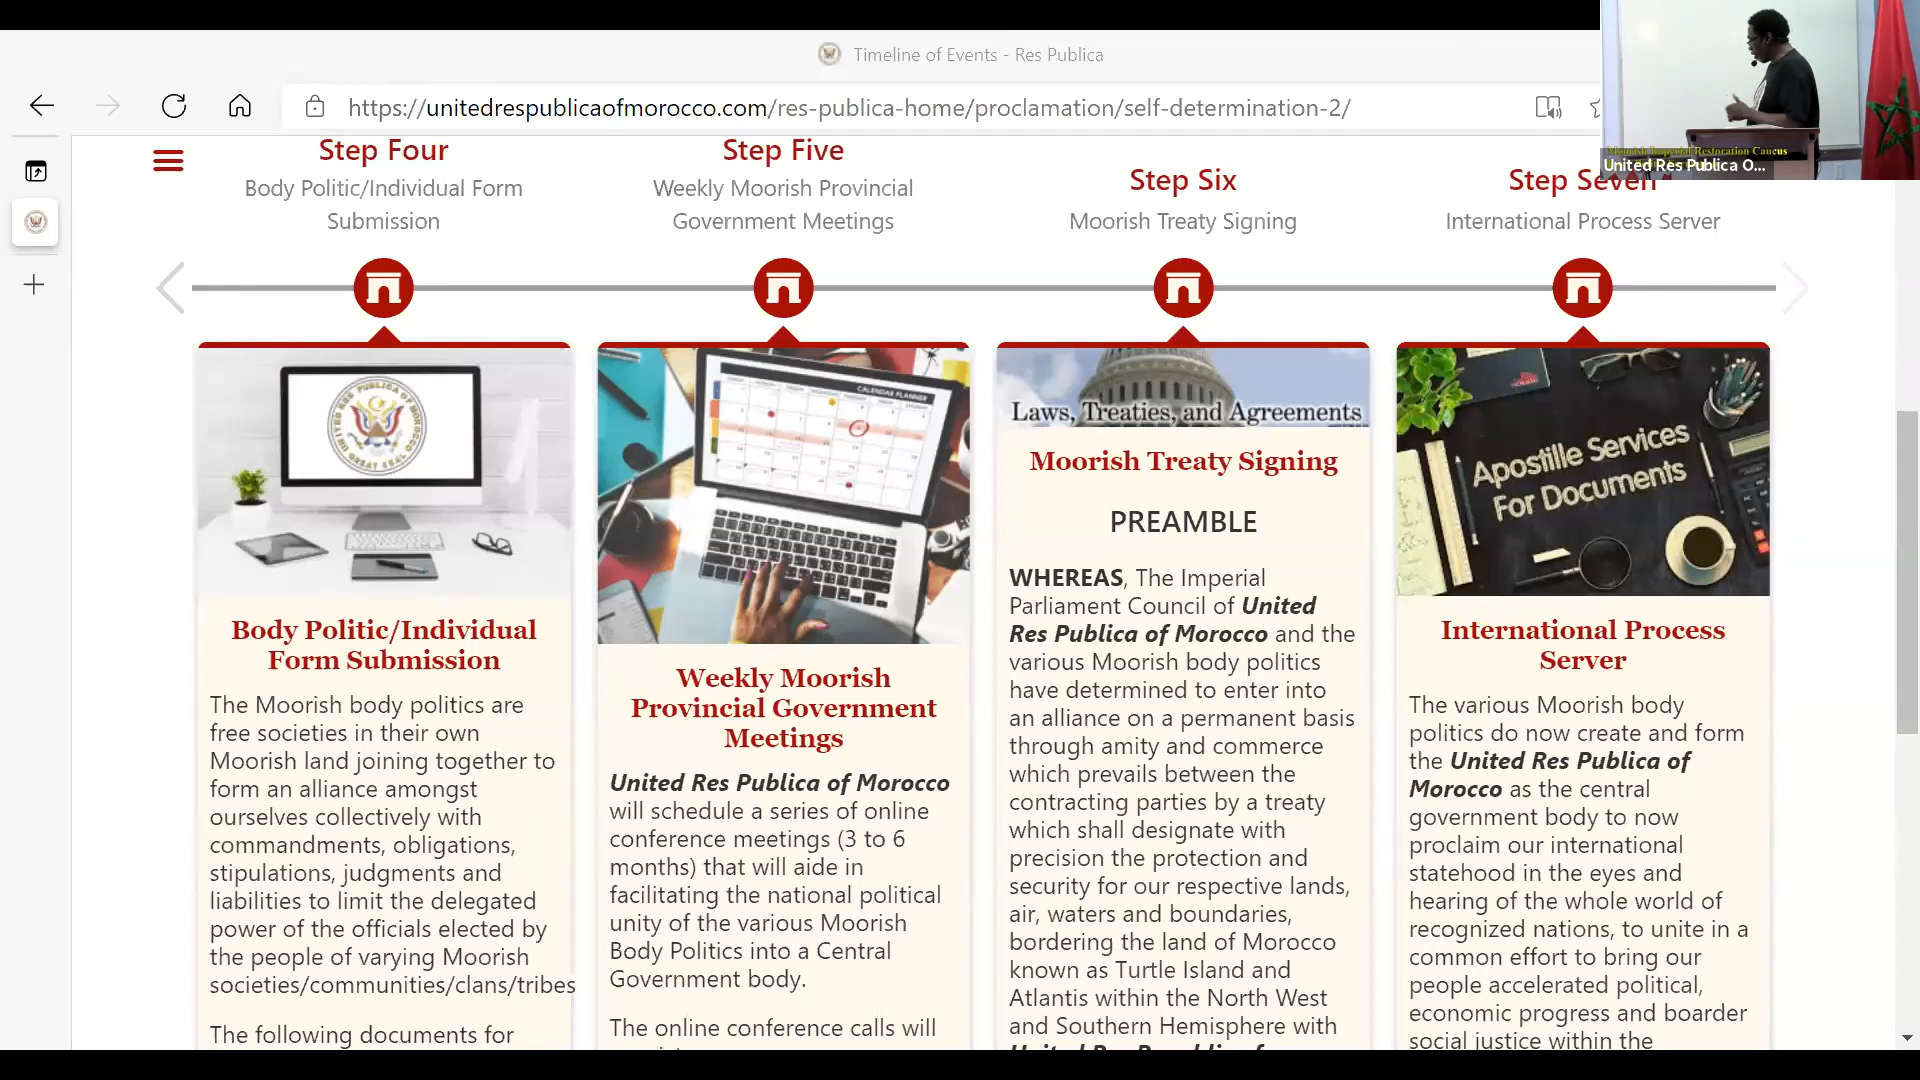 Timeline of Events - Res Publica
https://unitedrespublicaofmorocco.com/res-publica-home/proclamation/self-determination-2/
Moorish Imperial Restoration Caucus
United Res Publica O...
Step Four
Body Politic/Individual Form
Submission
Step Five
Weekly Moorish Provincial
Government Meetings
Step Six
Moorish Treaty Signing
Step Seven
International Process Server
UNITED RES PUBLICA OF MOROCCO GREAT SEAL
Body Politic/Individual
Form Submission
The Moorish body politics are
free societies in their own
Moorish land joining together to
form an alliance amongst
ourselves collectively with
commandments, obligations,
stipulations, judgments and
liabilities to limit the delegated
power of the officials elected by
the people of varying Moorish
societies/communities/clans/tribes
The following documents for
CALENDAR PLANNER
Weekly Moorish
Provincial Government
Meetings
United Res Publica of Morocco
will schedule a series of online
conference meetings (3 to 6
months) that will aide in
facilitating the national political
unity of the various Moorish
Body Politics into a Central
Government body.
The online conference calls will
Laws, Treaties, and Agreements
Moorish Treaty Signing
PREAMBLE
WHEREAS, The Imperial
Parliament Council of United
Res Publica of Morocco and the
various Moorish body politics
have determined to enter into
an alliance on a permanent basis
through amity and commerce
which prevails between the
contracting parties by a treaty
which shall designate with
precision the protection and
security for our respective lands,
air, waters and boundaries,
bordering the land of Morocco
known as Turtle Island and
Atlantis within the North West
and Southern Hemisphere with
Apostille Services
For Documents
International Process
Server
The various Moorish body
politics do now create and form
the United Res Publica of
Morocco as the central
government body to now
proclaim our international
statehood in the eyes and
hearing of the whole world of
recognized nations, to unite in a
common effort to bring our
people accelerated political,
economic progress and boarder
social justice within the